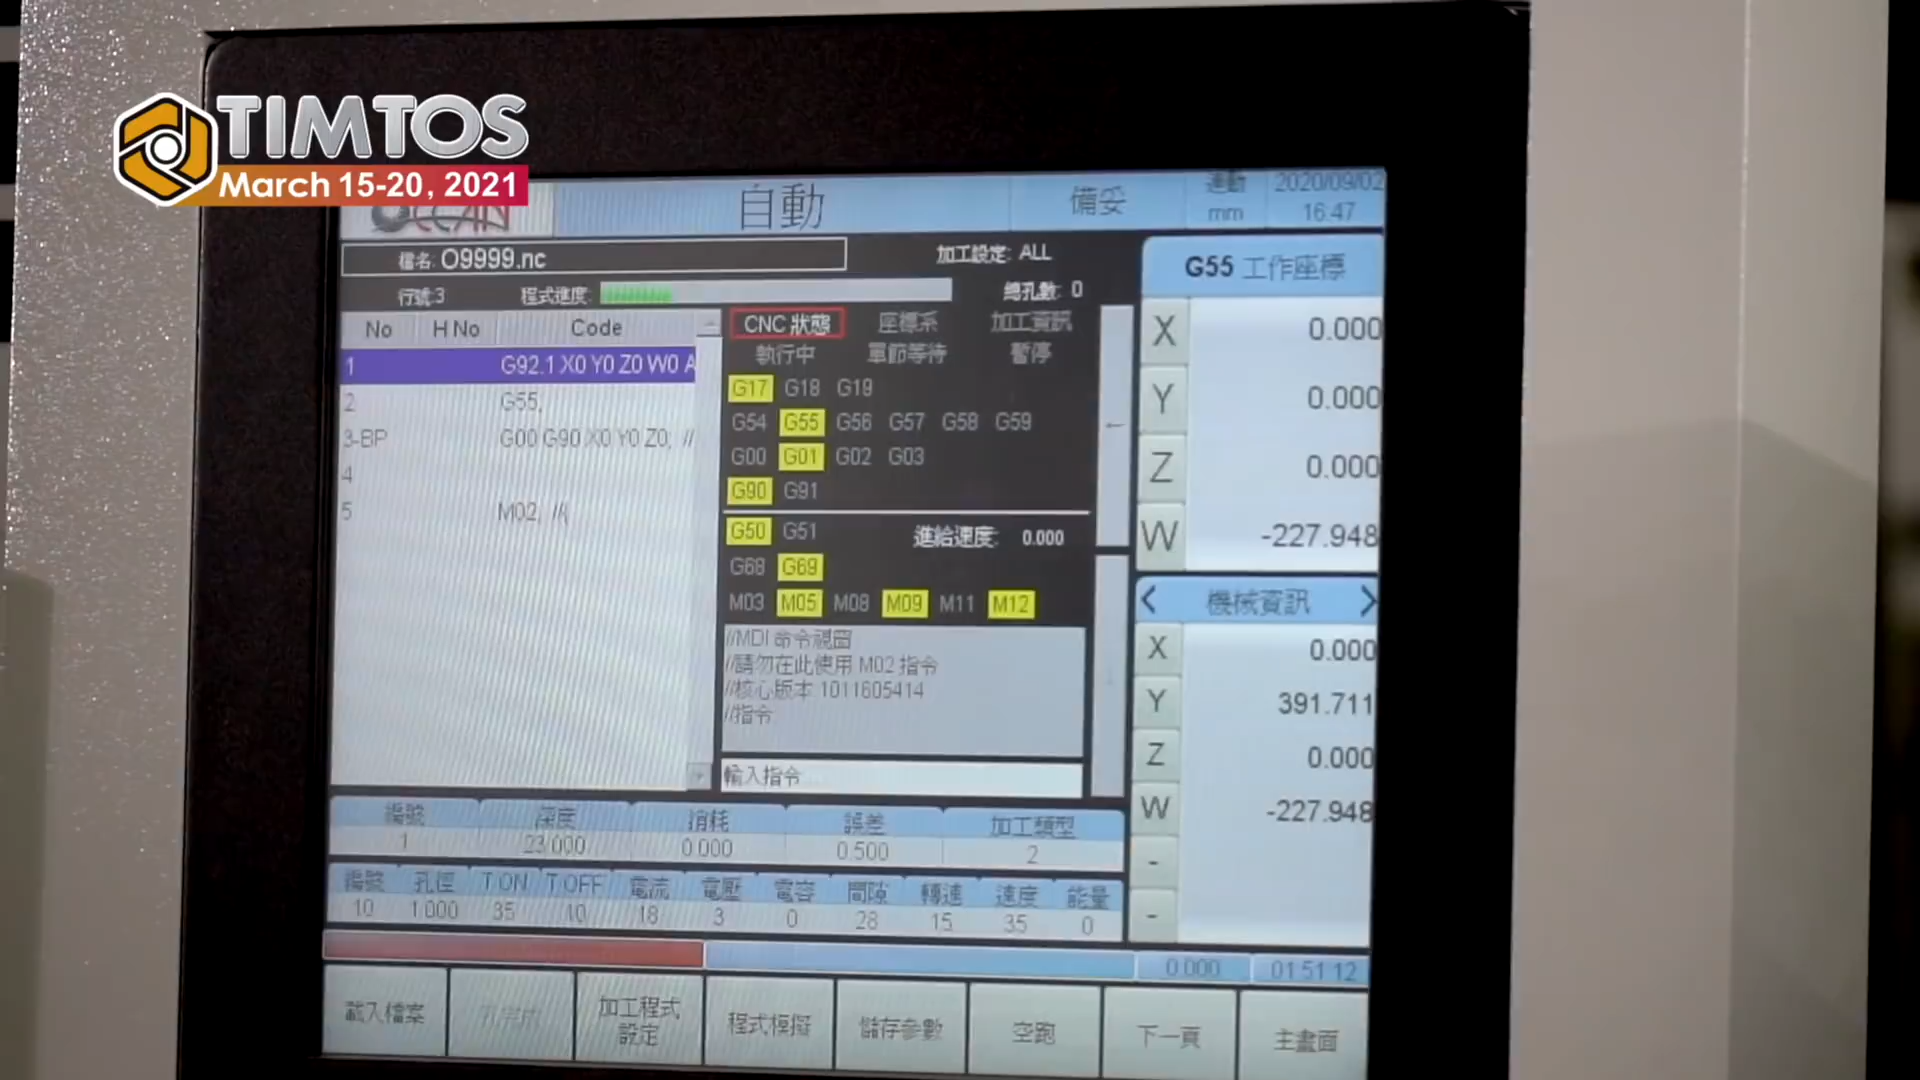 TIMTOS
March 15-20, 2021
OCEAN
自動
備妥
運動
mm
2020/09/02
16:47
檔名: O9999.nc
加工設定: ALL
行號:3
程式進度:
總孔數: 0
No H No Code
1 G92.1 X0 Y0 Z0 W0 A
2 G55;
3-BP G00 G90 X0 Y0 Z0; //
4
5 M02; //
CNC 狀態 座標系 加工資訊
執行中 單節等待 暫停
G17 G18 G19
G54 G55 G56 G57 G58 G59
G00 G01 G02 G03
G90 G91
G50 G51 進給速度: 0.000
G68 G69
M03 M05 M08 M09 M11 M12
//MDI 命令視窗
//請勿在此使用 M02 指令
//核心版本 1011605414
//指令
輸入指令
G55 工作座標
X 0.000
Y 0.000
Z 0.000
W -227.948
< 機械資訊 >
X 0.000
Y 391.711
Z 0.000
W -227.948
-
-
編號 深度 消耗 誤差 加工類型
1 23.000 0.000 0.500 2
編號 孔徑 T ON T OFF 電流 電壓 電容 間隙 轉速 速度 能量
10 1.000 35 10 18 3 0 28 15 35 0
0.000 01:51:12
載入檔案
加工程式
設定
程式模擬
儲存參數
空跑
下一頁
主畫面